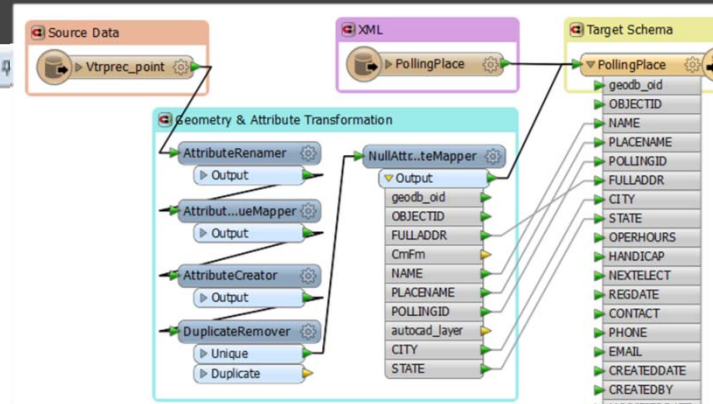 Source Data
Vtrprec_point
XML
PollingPlace
Target Schema
PollingPlace
geodb_oid
OBJECTID
NAME
PLACENAME
POLLINGID
FULLADDR
CITY
STATE
OPERHOURS
HANDICAP
NEXTELECT
REGDATE
CONTACT
PHONE
EMAIL
CREATEDDATE
CREATEDBY
Geometry & Attribute Transformation
AttributeRenamer
Output
Attribut...ueMapper
Output
AttributeCreator
Output
DuplicateRemover
Unique
Duplicate
NullAttr...teMapper
Output
geodb_oid
OBJECTID
FULLADDR
CmFm
NAME
PLACENAME
POLLINGID
autocad_layer
CITY
STATE